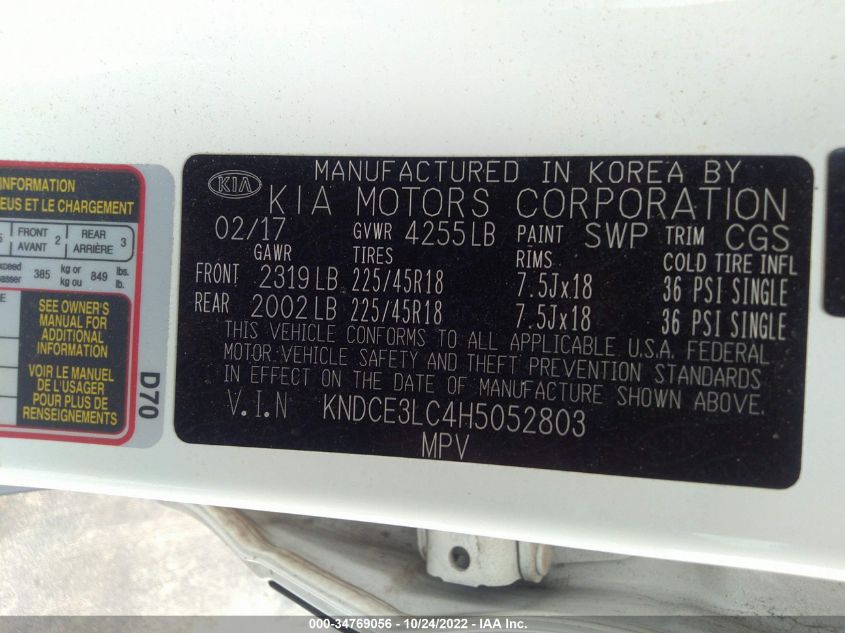 INFORMATION
EUS ET LE CHARGEMENT
5 FRONT AVANT 2 REAR ARRIÈRE 3
385 kg or kg ou 849 lbs. lb.
SEE OWNER'S
MANUAL FOR
ADDITIONAL
INFORMATION
VOIR LE MANUEL
DE L'USAGER
POUR PLUS DE
RENSEIGNEMENTS
D70
KIA
MANUFACTURED IN KOREA BY
KIA MOTORS CORPORATION
02/17 GVWR 4255LB PAINT SWP TRIM CGS
GAWR TIRES RIMS COLD TIRE INFL
FRONT 2319LB 225/45R18 7.5Jx18 36 PSI SINGLE
REAR 2002LB 225/45R18 7.5Jx18 36 PSI SINGLE
THIS VEHICLE CONFORMS TO ALL APPLICABLE U.S.A. FEDERAL
MOTOR VEHICLE SAFETY AND THEFT PREVENTION STANDARDS
IN EFFECT ON THE DATE OF MANUFACTURE SHOWN ABOVE.
V.I.N KNDCE3LC4H5052803
MPV
000-34769056 - 10/24/2022 - IAA